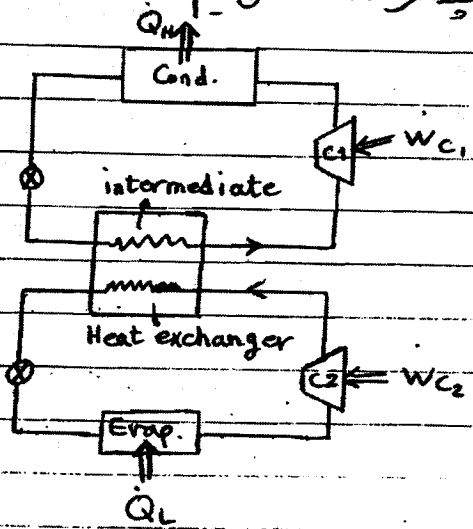 Q̇H
Cond.
C1
ẆC1
intermediate
Heat exchanger
C2
ẆC2
Evap.
Q̇L